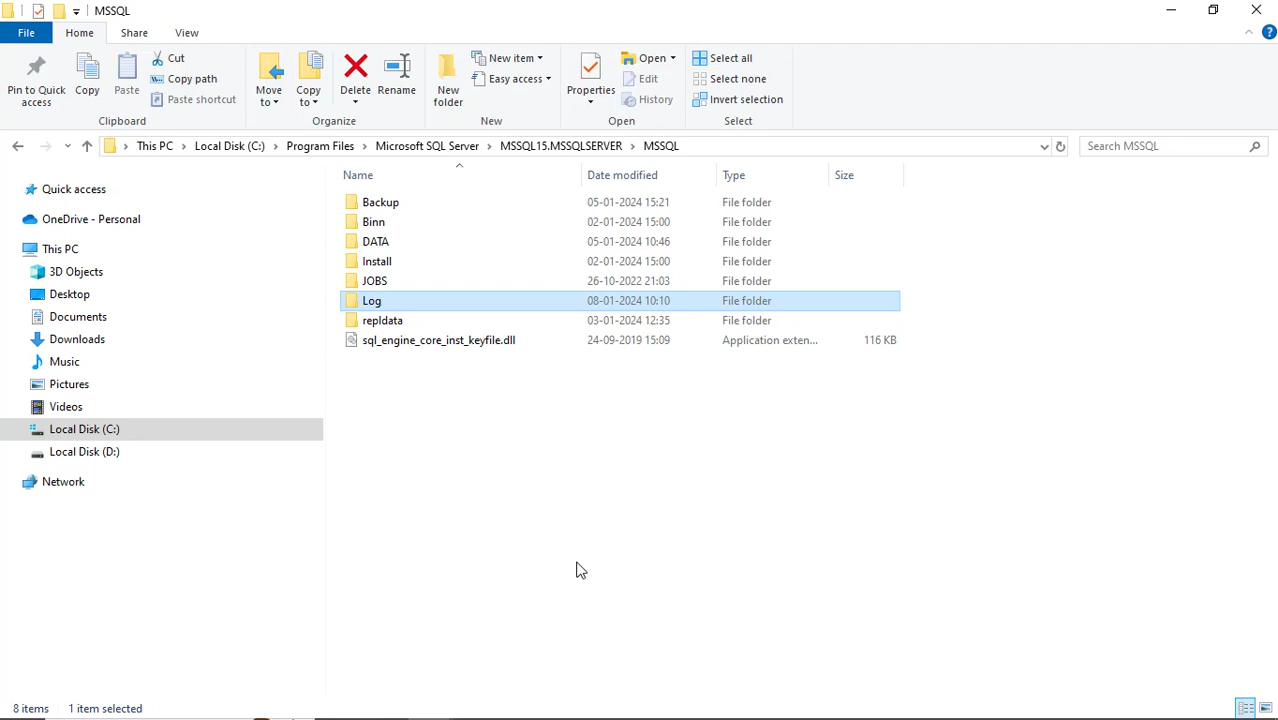 MSSQL
File Home Share View
Pin to Quick access
Copy
Paste
Cut
Copy path
Paste shortcut
Clipboard
Move to
Copy to
Delete
Rename
Organize
New folder
New item
Easy access
New
Properties
Open
Edit
History
Open
Select all
Select none
Invert selection
Select
This PC > Local Disk (C:) > Program Files > Microsoft SQL Server > MSSQL15.MSSQLSERVER > MSSQL
Search MSSQL
Quick access
OneDrive - Personal
This PC
3D Objects
Desktop
Documents
Downloads
Music
Pictures
Videos
Local Disk (C:)
Local Disk (D:)
Network
Name Date modified Type Size
Backup 05-01-2024 15:21 File folder
Binn 02-01-2024 15:00 File folder
DATA 05-01-2024 10:46 File folder
Install 02-01-2024 15:00 File folder
JOBS 26-10-2022 21:03 File folder
Log 08-01-2024 10:10 File folder
repldata 03-01-2024 12:35 File folder
sql_engine_core_inst_keyfile.dll 24-09-2019 15:09 Application exten... 116 KB
8 items 1 item selected